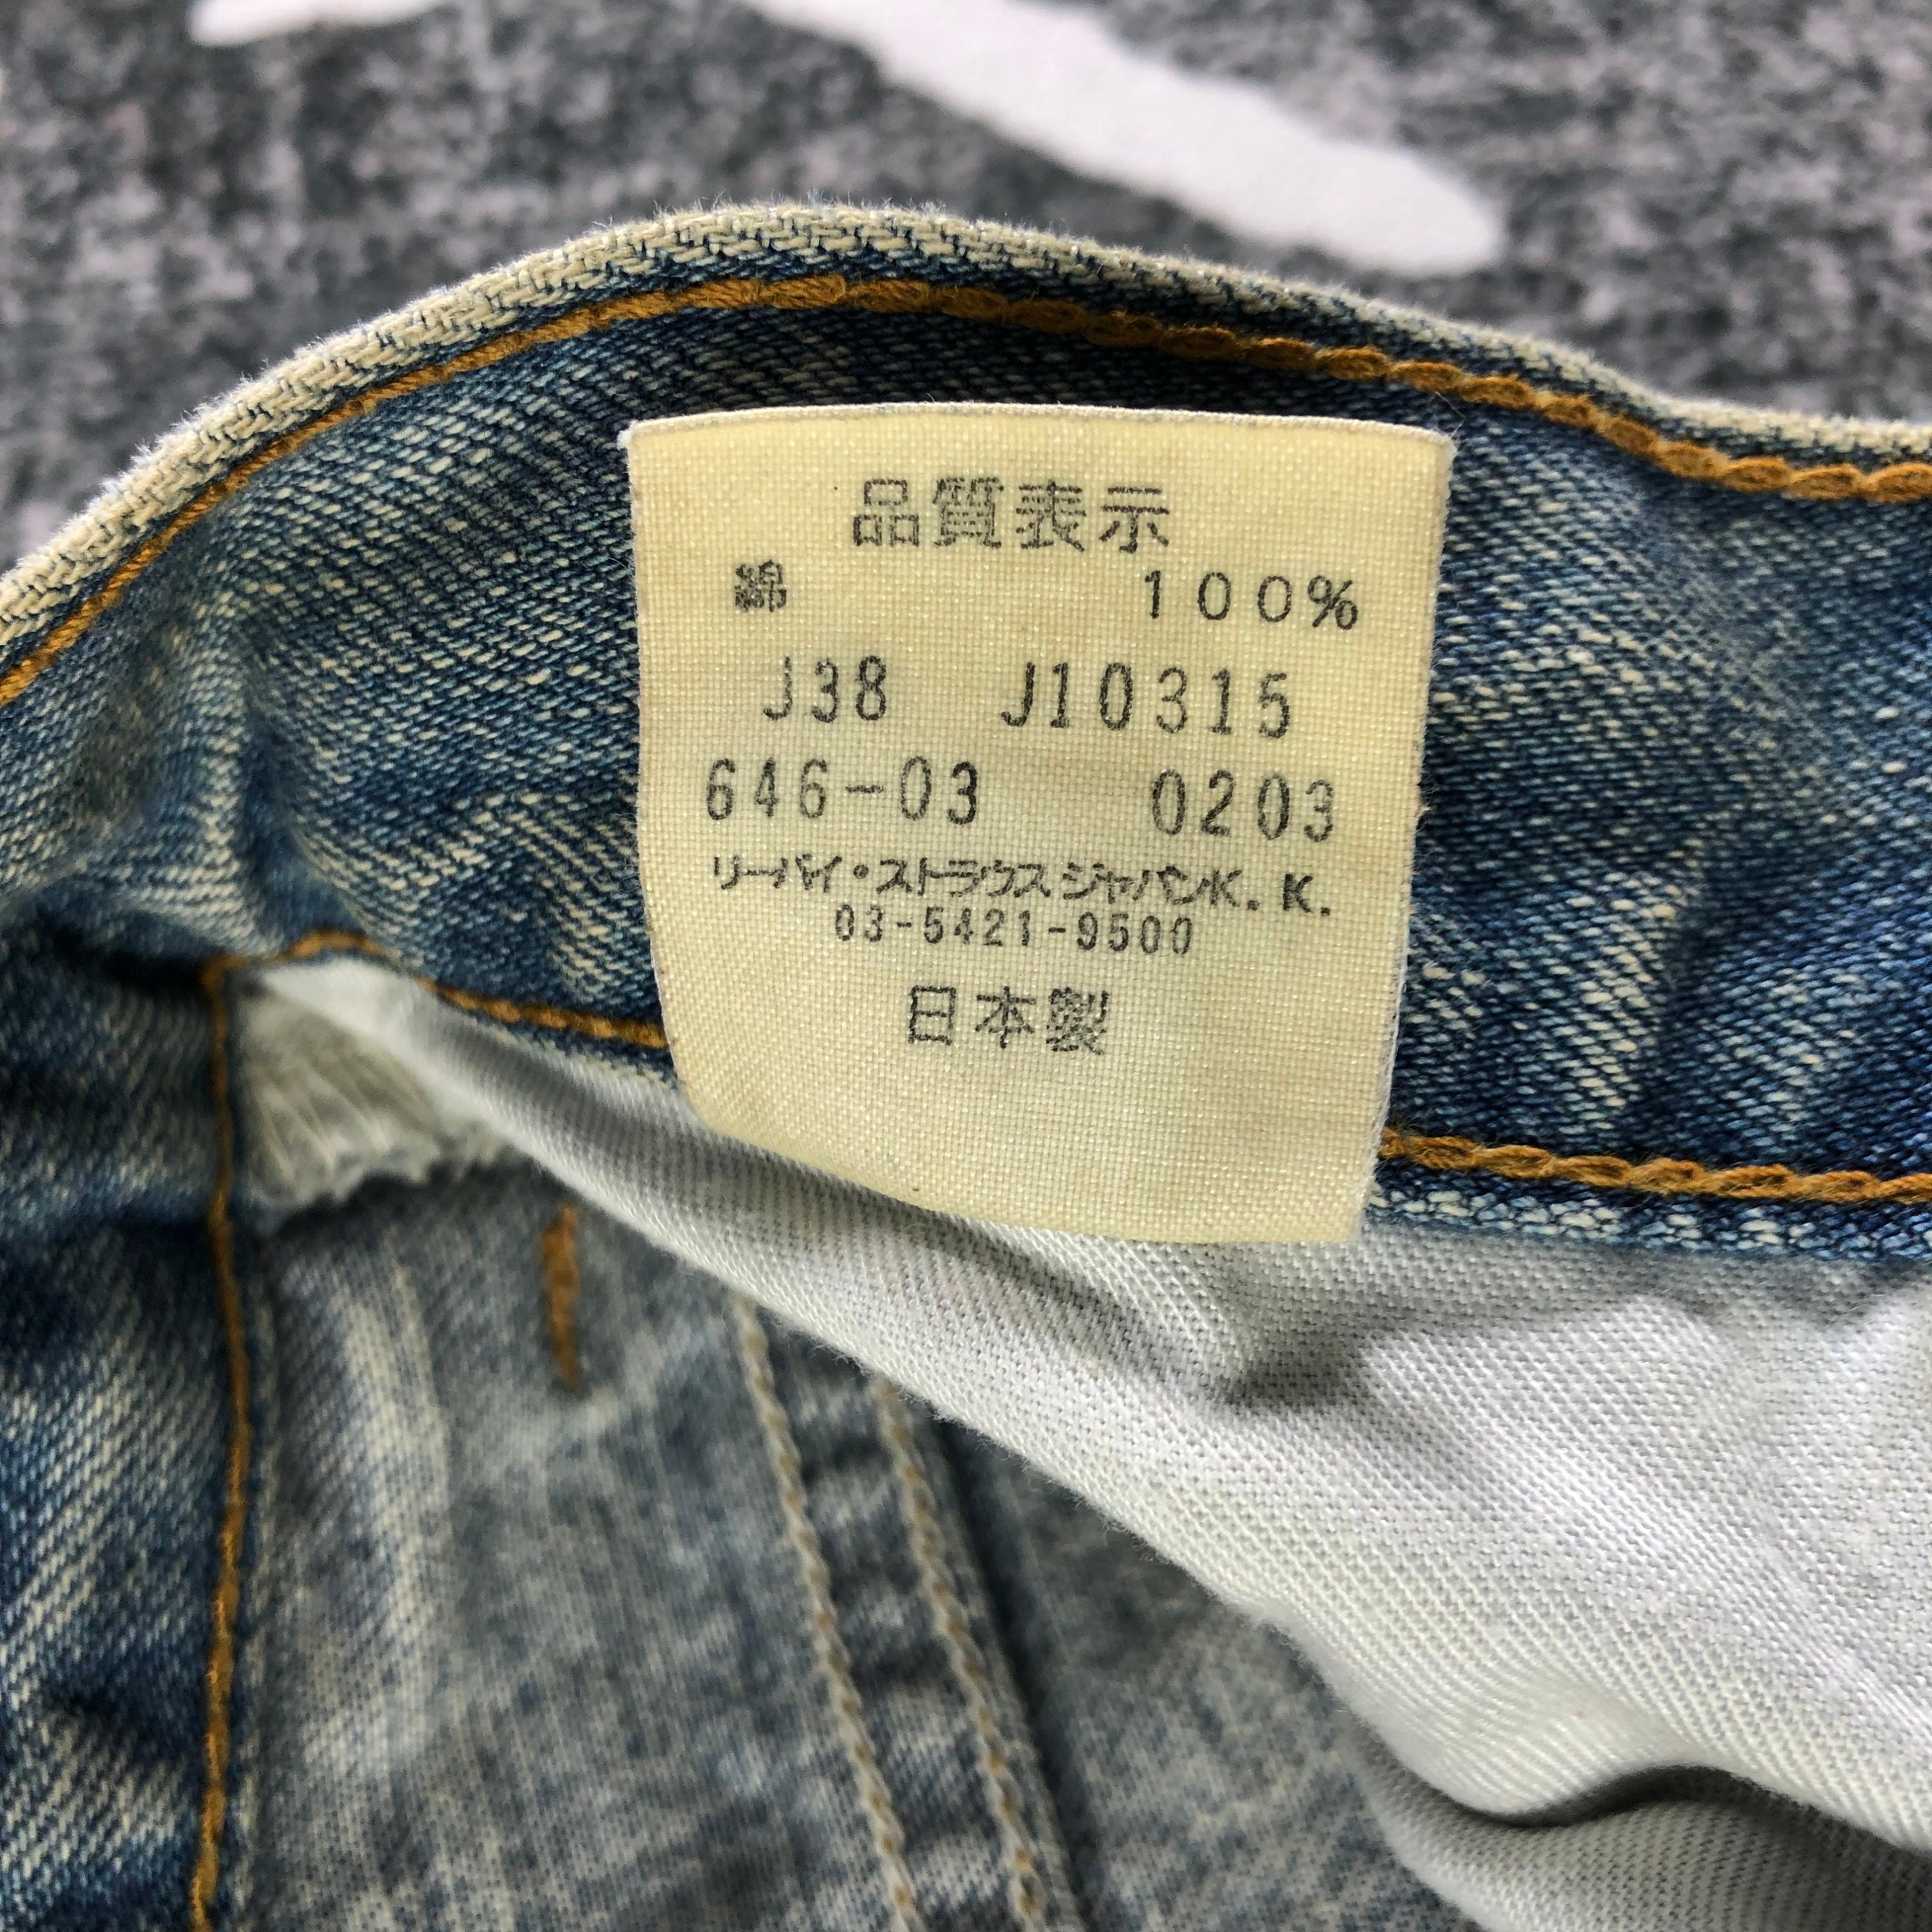 品質表示
綿 100%
J38 J10315
646-03 0203
リーバイ・ストラウスジャパンK.K.
03-5421-9500
日本製